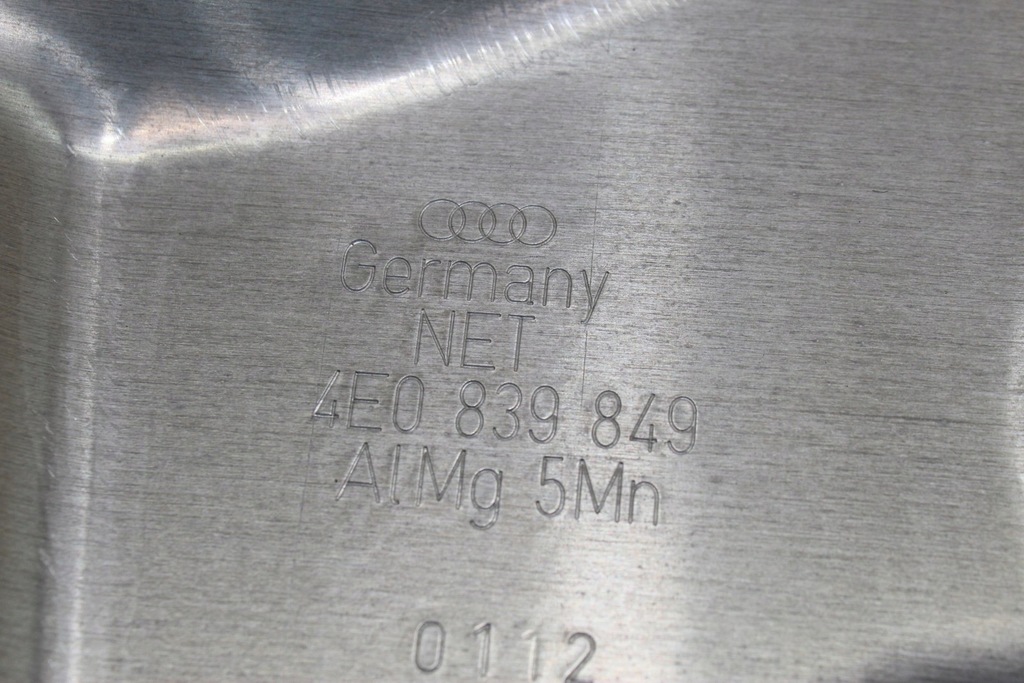 Germany
NET
4E0 839 849
AlMg 5Mn
0112